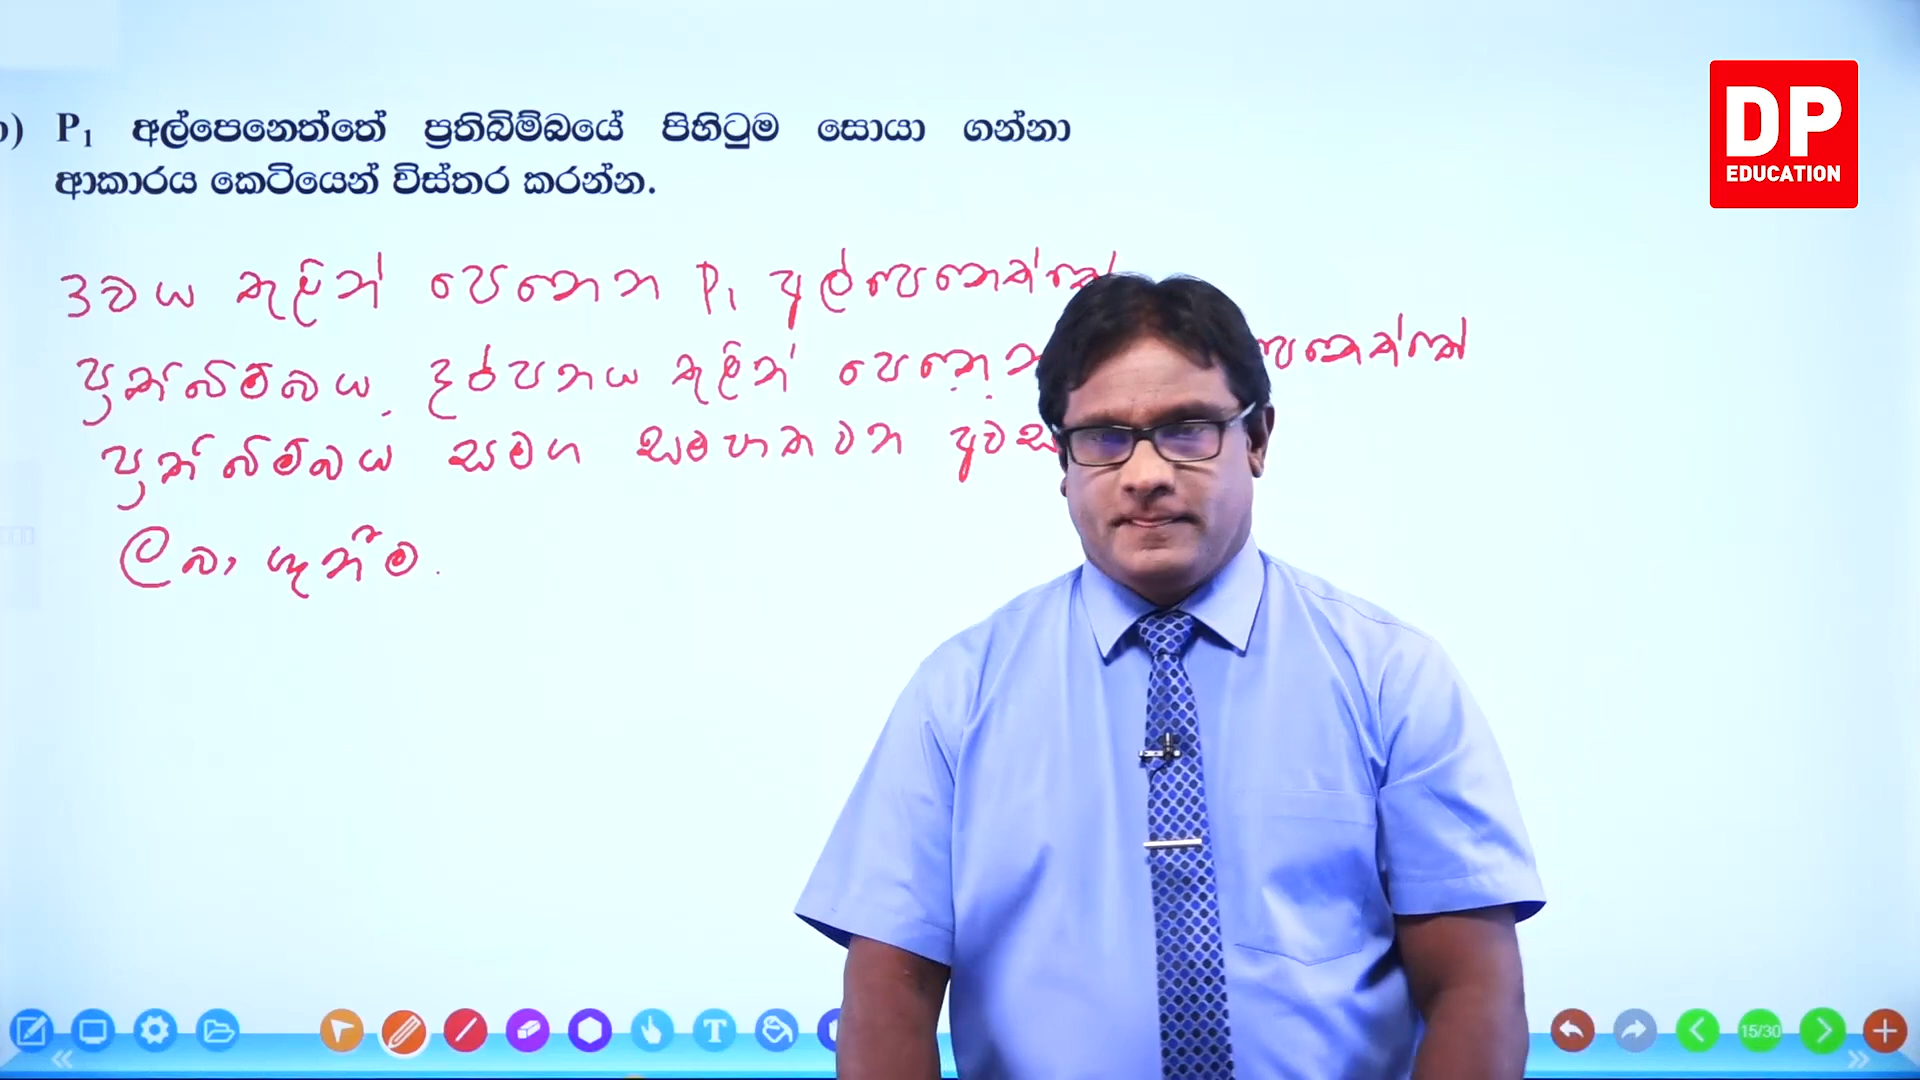 b) P₁ අල්පෙනෙත්තේ ප්‍රතිබිම්බයේ පිහිටුම සොයා ගන්නා
ආකාරය කෙටියෙන් විස්තර කරන්න.
ද්‍රවය තුළින් පෙනෙන P₁ අල්පෙනෙත්තේ
ප්‍රතිබිම්බය, දර්පනය තුළින් පෙනෙන
ප්‍රතිබිම්බය සමග සමපාත වන
ලබා ගැනීම.
DP
EDUCATION
T
15/30